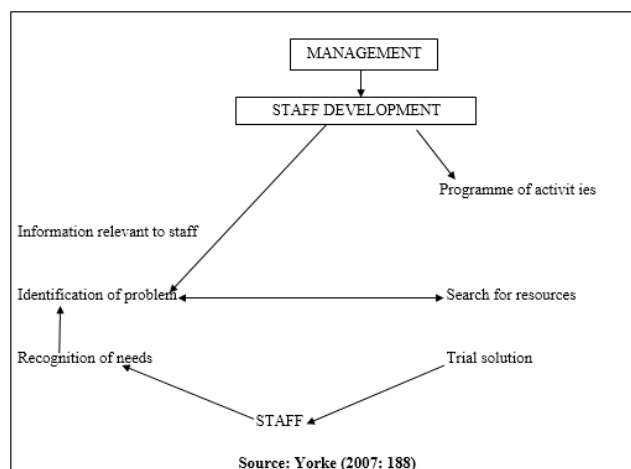 MANAGEMENT
STAFF DEVELOPMENT
Programme of activit ies
Information relevant to staff
Identification of problem
Search for resources
Recognition of needs
Trial solution
STAFF
Source: Yorke (2007: 188)